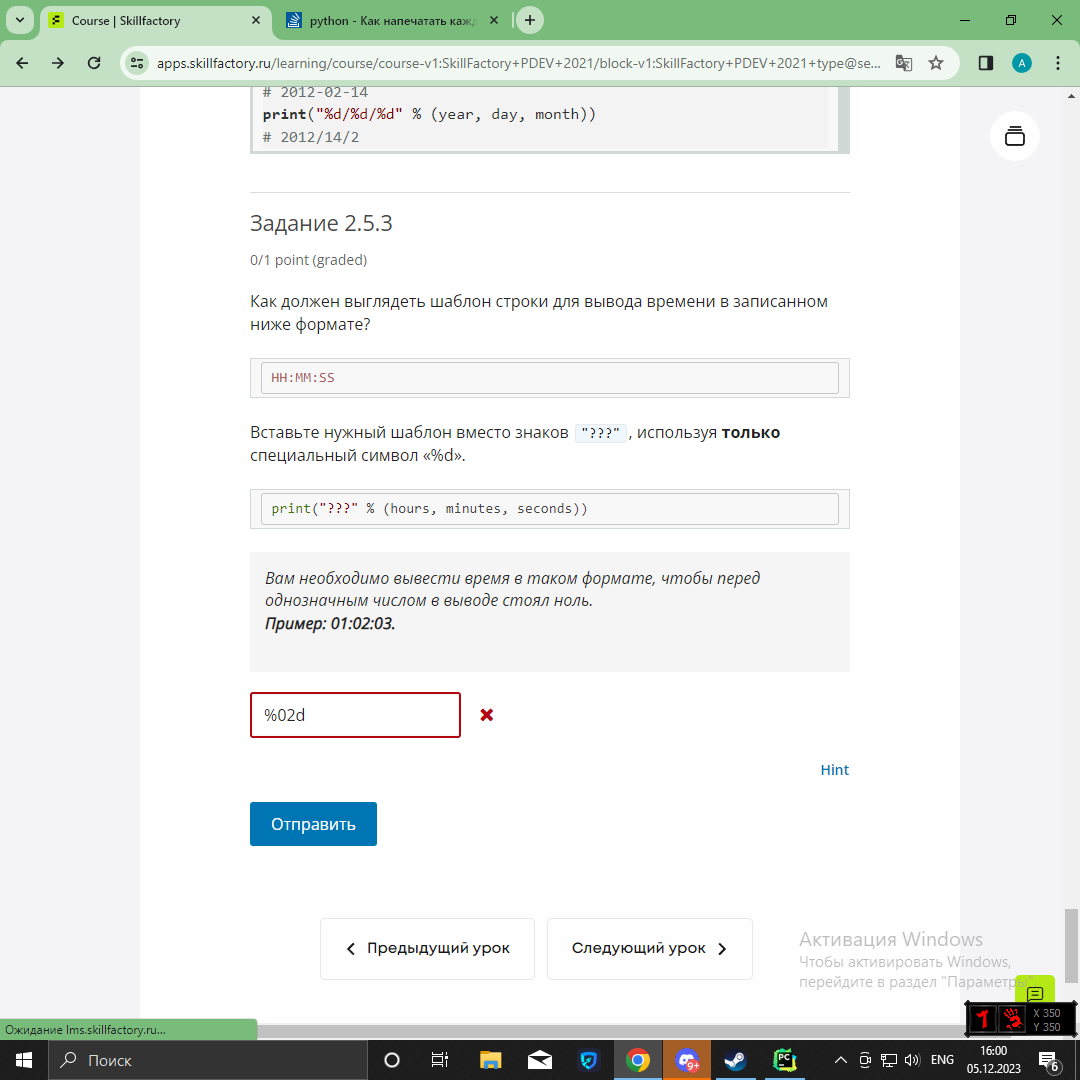 Course | Skillfactory
python - Как напечатать кажд
apps.skillfactory.ru/learning/course/course-v1:SkillFactory+PDEV+2021/block-v1:SkillFactory+PDEV+2021+type@se...
A
# 2012-02-14
print("%d/%d/%d" % (year, day, month))
# 2012/14/2
Задание 2.5.3
0/1 point (graded)
Как должен выглядеть шаблон строки для вывода времени в записанном
ниже формате?
HH:MM:SS
Вставьте нужный шаблон вместо знаков "???", используя только
специальный символ «%d».
print("???" % (hours, minutes, seconds))
Вам необходимо вывести время в таком формате, чтобы перед
однозначным числом в выводе стоял ноль.
Пример: 01:02:03.
%02d
Hint
Отправить
Предыдущий урок
Следующий урок
Активация Windows
Чтобы активировать Windows,
перейдите в раздел "Параметры
X 350
Y 350
Ожидание lms.skillfactory.ru...
Поиск
9+
PC
ENG
16:00
05.12.2023
6